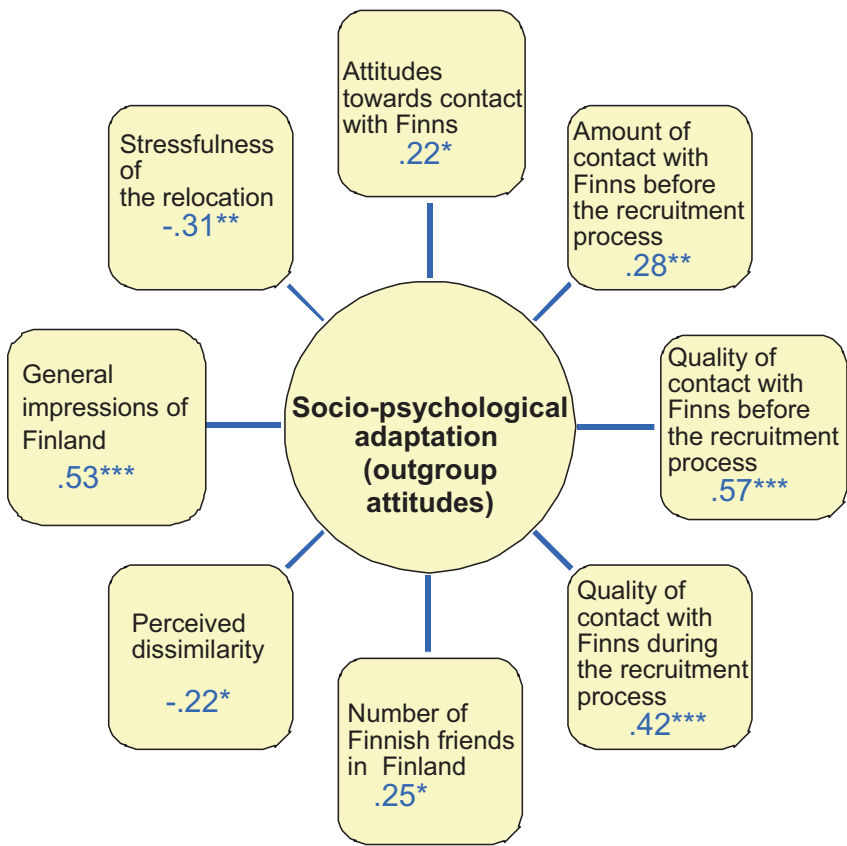 Attitudes
towards contact
with Finns
.22*
Amount of
contact with
Finns before
the recruitment
process
.28**
Quality of
contact with
Finns before
the recruitment
process
.57***
Quality of
contact with
Finns during
the recruitment
process
.42***
Number of
Finnish friends
in Finland
.25*
Perceived
dissimilarity
-.22*
General
impressions of
Finland
.53***
Stressfulness
of
the relocation
-.31**
Socio-psychological
adaptation
(outgroup
attitudes)